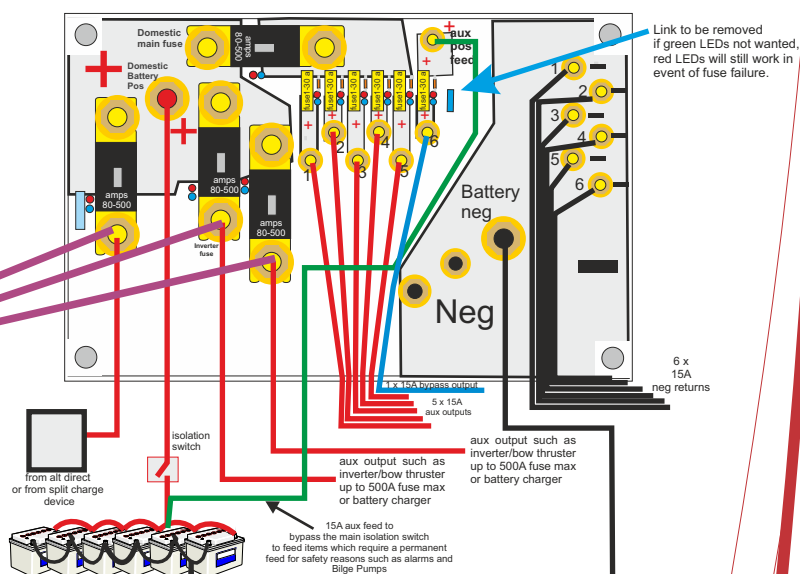 Domestic
main fuse
amps
80-500
aux
pos
feed
Link to be removed
if green LEDs not wanted,
red LEDs will still work in
event of fuse failure.
Domestic
Battery
Pos
fuse1-30 a
fuse1-30 a
fuse1-30 a
fuse1-30 a
fuse1-30 a
fuse1-30 a
1
2
3
4
5
6
1
2
3
4
5
6
amps
80-500
amps
80-500
amps
80-500
Inverter
fuse
Battery
neg
Neg
1 x 15A bypass output
5 x 15A
aux outputs
6 x
15A
neg returns
isolation
switch
from alt direct
or from split charge
device
aux output such as
inverter/bow thruster
up to 500A fuse max
or battery charger
aux output such as
inverter/bow thruster
up to 500A fuse max
or battery charger
15A aux feed to
bypass the main isolation switch
to feed items which require a permanent
feed for safety reasons such as alarms and
Bilge Pumps